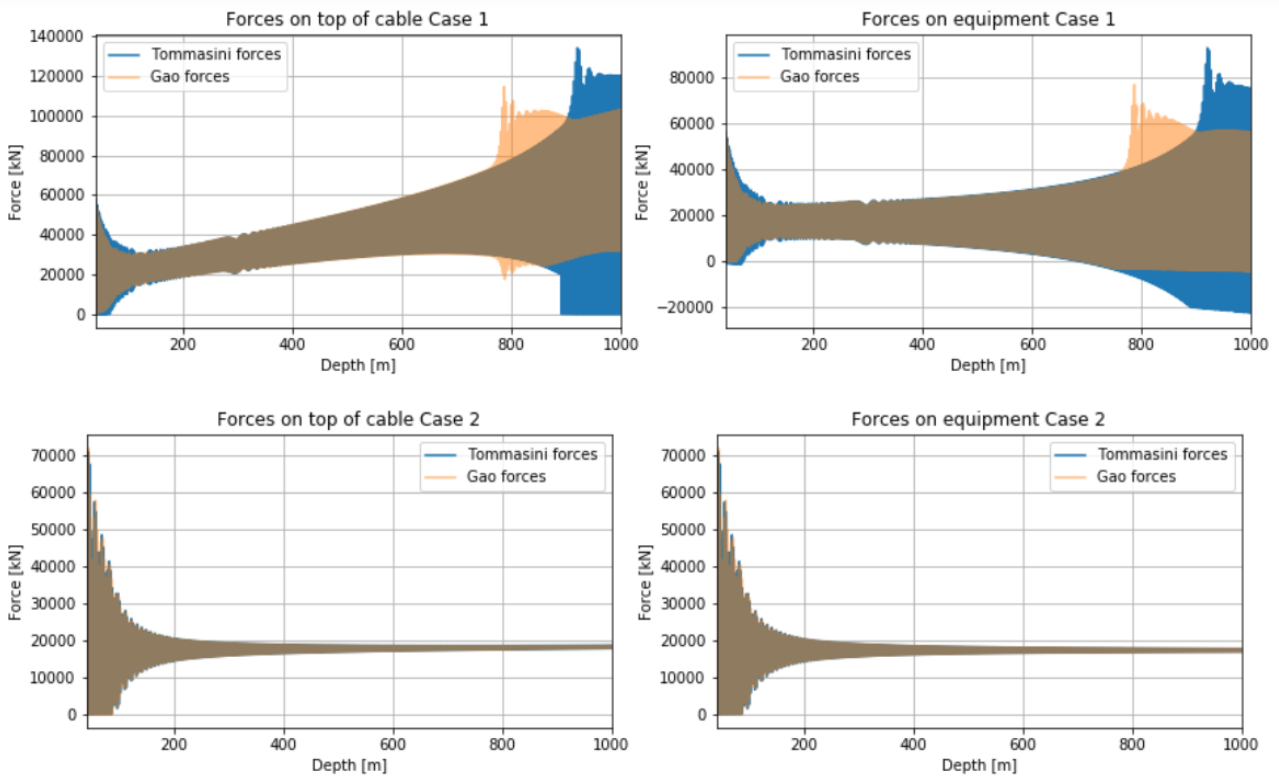 Forces on top of cable Case 1
Tommasini forces
Gao forces
140000
120000
100000
80000
60000
40000
20000
0
Force [kN]
200 400 600 800 1000
Depth [m]
Forces on equipment Case 1
Tommasini forces
Gao forces
80000
60000
40000
20000
0
−20000
Force [kN]
200 400 600 800 1000
Depth [m]
Forces on top of cable Case 2
Tommasini forces
Gao forces
70000
60000
50000
40000
30000
20000
10000
0
Force [kN]
200 400 600 800 1000
Depth [m]
Forces on equipment Case 2
Tommasini forces
Gao forces
70000
60000
50000
40000
30000
20000
10000
0
Force [kN]
200 400 600 800 1000
Depth [m]